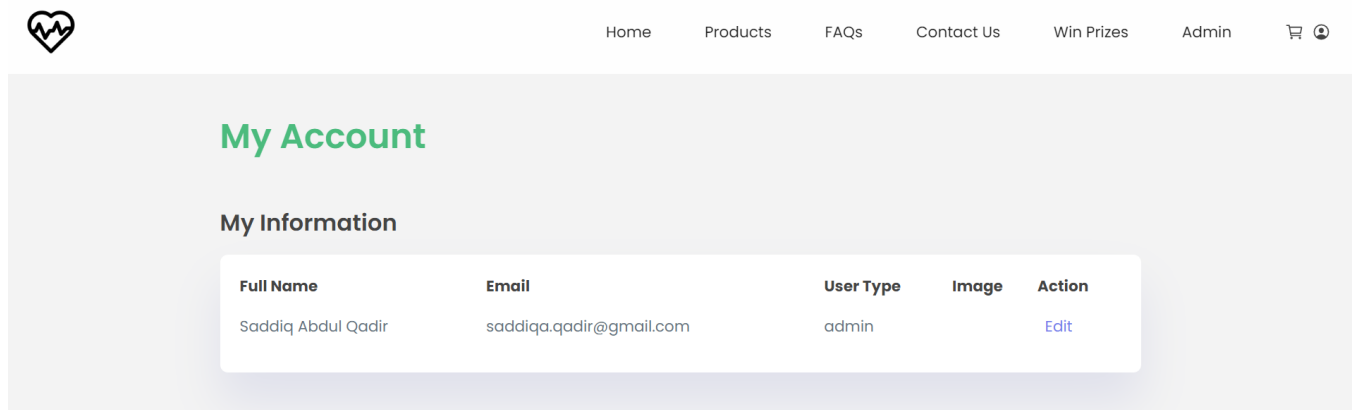 Home Products FAQs Contact Us Win Prizes Admin
My Account
My Information
Full Name Email User Type Image Action
Saddiq Abdul Qadir saddiqa.qadir@gmail.com admin Edit